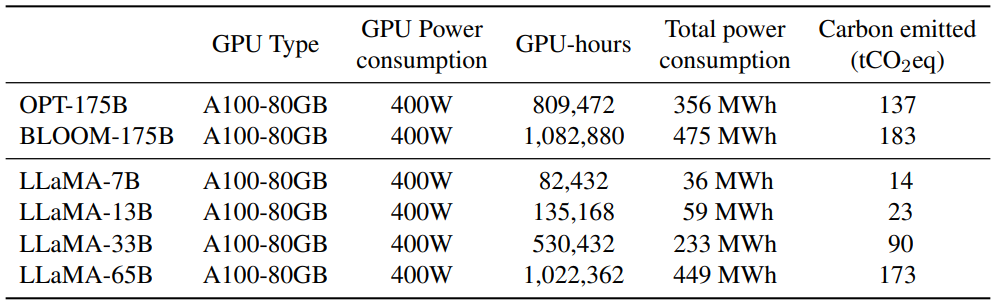 GPU Type GPU Power consumption GPU-hours Total power consumption Carbon emitted (tCO₂eq)
OPT-175B A100-80GB 400W 809,472 356 MWh 137
BLOOM-175B A100-80GB 400W 1,082,880 475 MWh 183
LLaMA-7B A100-80GB 400W 82,432 36 MWh 14
LLaMA-13B A100-80GB 400W 135,168 59 MWh 23
LLaMA-33B A100-80GB 400W 530,432 233 MWh 90
LLaMA-65B A100-80GB 400W 1,022,362 449 MWh 173